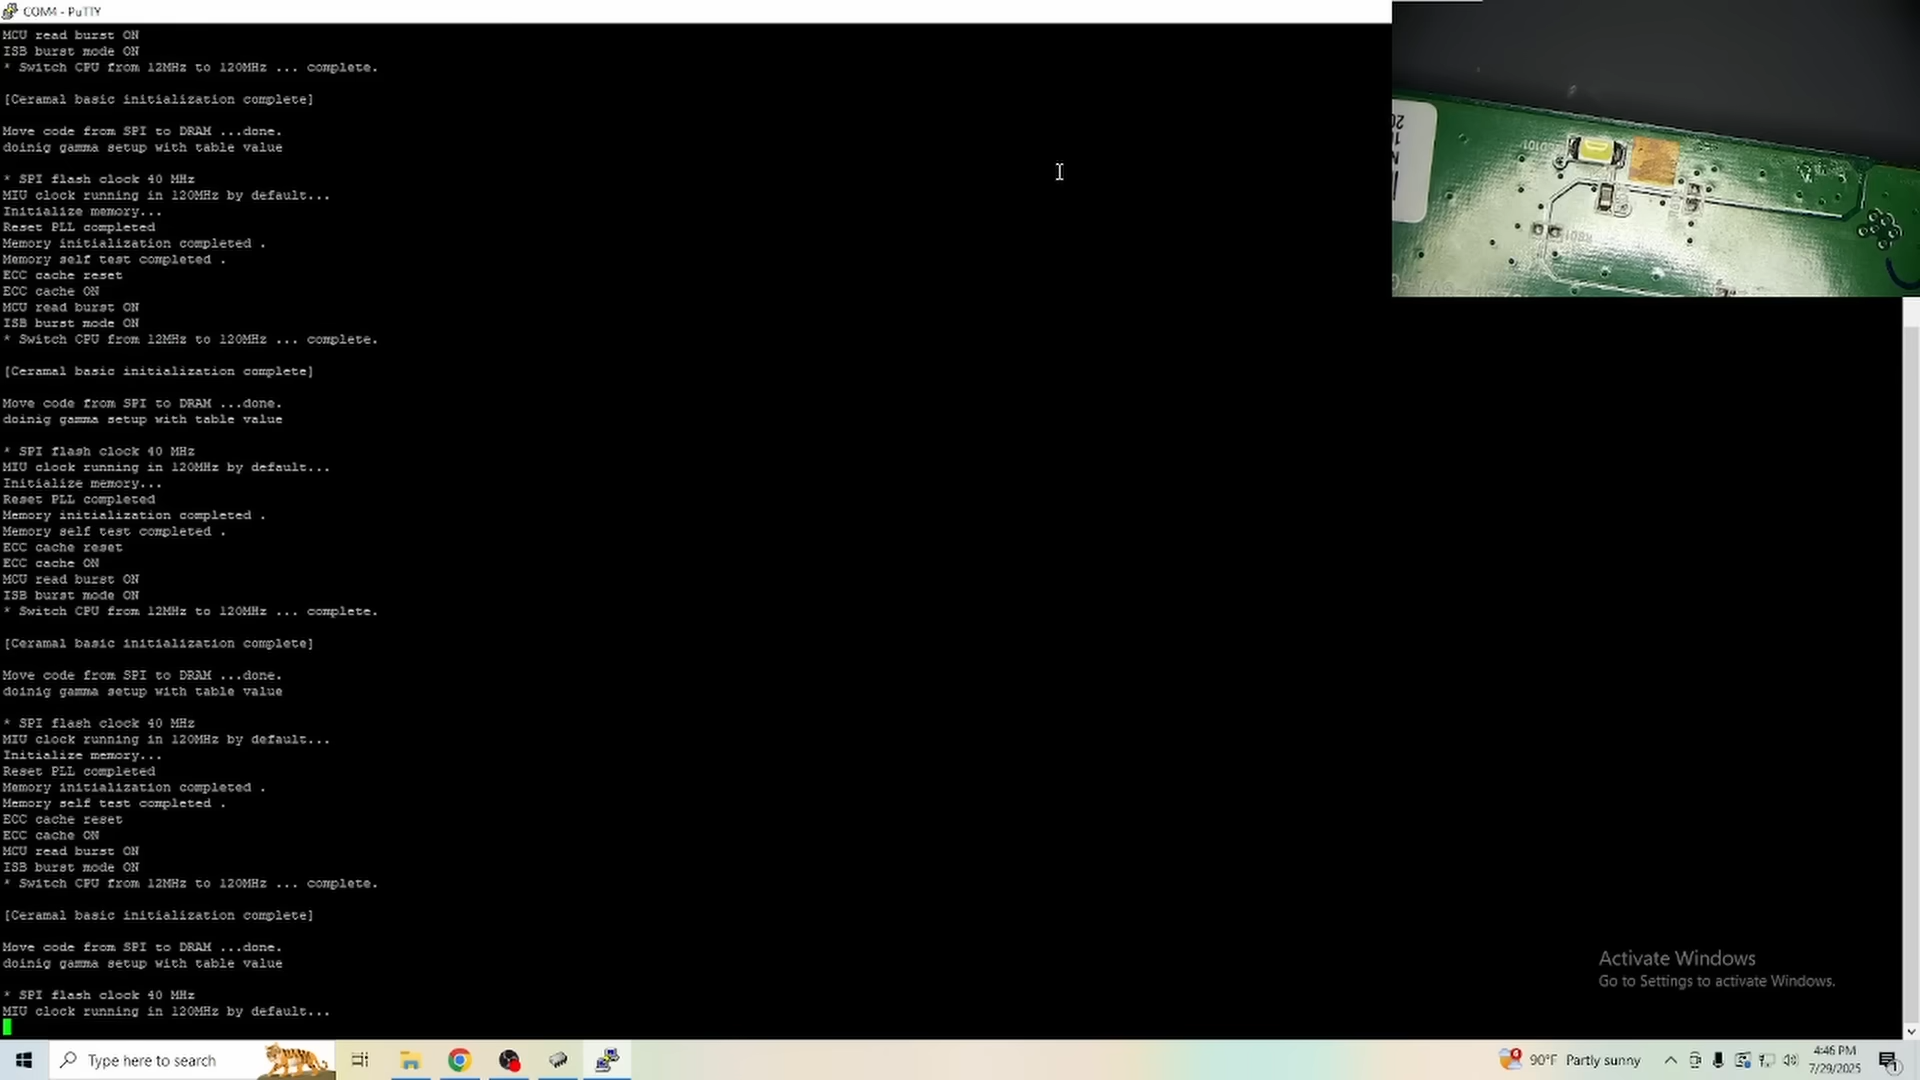 COM4 - PuTTY
MCU read burst ON
ISB burst mode ON
* Switch CPU from 12MHz to 120MHz ... complete.
[Ceramal basic initialization complete]
Move code from SPI to DRAM ...done.
doinig gamma setup with table value
* SPI flash clock 40 MHz
MIU clock running in 120MHz by default...
Initialize memory...
Reset PLL completed
Memory initialization completed .
Memory self test completed .
ECC cache reset
ECC cache ON
MCU read burst ON
ISB burst mode ON
* Switch CPU from 12MHz to 120MHz ... complete.
[Ceramal basic initialization complete]
Move code from SPI to DRAM ...done.
doinig gamma setup with table value
* SPI flash clock 40 MHz
MIU clock running in 120MHz by default...
Initialize memory...
Reset PLL completed
Memory initialization completed .
Memory self test completed .
ECC cache reset
ECC cache ON
MCU read burst ON
ISB burst mode ON
* Switch CPU from 12MHz to 120MHz ... complete.
[Ceramal basic initialization complete]
Move code from SPI to DRAM ...done.
doinig gamma setup with table value
* SPI flash clock 40 MHz
MIU clock running in 120MHz by default...
Initialize memory...
Reset PLL completed
Memory initialization completed .
Memory self test completed .
ECC cache reset
ECC cache ON
MCU read burst ON
ISB burst mode ON
* Switch CPU from 12MHz to 120MHz ... complete.
[Ceramal basic initialization complete]
Move code from SPI to DRAM ...done.
doinig gamma setup with table value
* SPI flash clock 40 MHz
MIU clock running in 120MHz by default...
Activate Windows
Go to Settings to activate Windows.
Type here to search
90°F Partly sunny
4:46 PM
7/29/2025